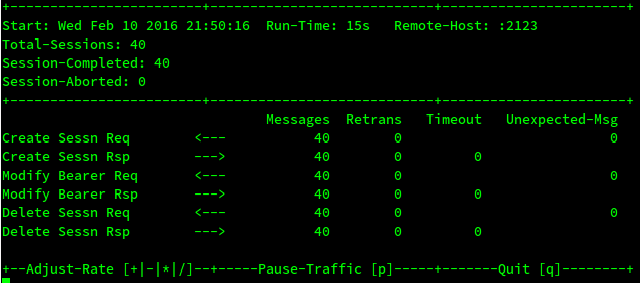 +------------------------+----------------------------+-----------------------+
Start: Wed Feb 10 2016 21:50:16  Run-Time: 15s   Remote-Host: :2123
Total-Sessions: 40
Session-Completed: 40
Session-Aborted: 0
+------------------------+----------------------------+-----------------------+
                                 Messages  Retrans   Timeout   Unexpected-Msg
Create Sessn Req        <---           40        0                          0
Create Sessn Rsp        --->           40        0         0
Modify Bearer Req       <---           40        0                          0
Modify Bearer Rsp       --->           40        0         0
Delete Sessn Req        <---           40        0                          0
Delete Sessn Rsp        --->           40        0         0
+--Adjust-Rate [+|-|*|/]--+-----Pause-Traffic [p]-----+-------Quit [q]--------+